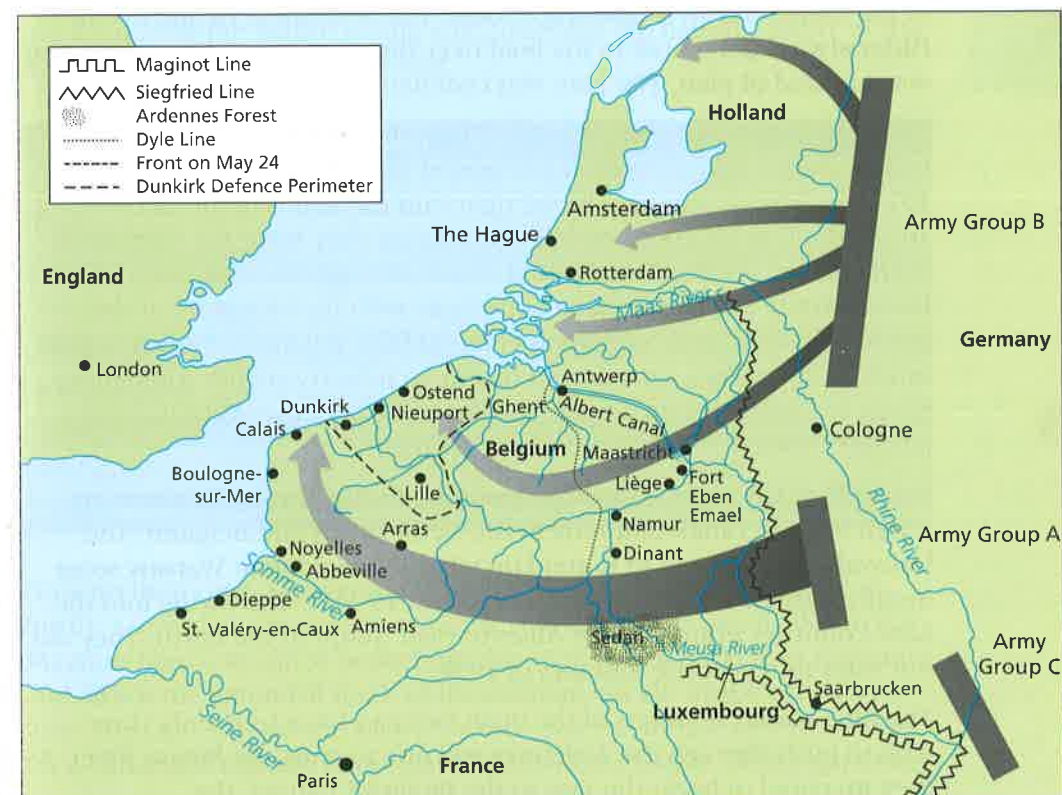 Maginot Line
Siegfried Line
Ardennes Forest
Dyle Line
Front on May 24
Dunkirk Defence Perimeter
Holland
Amsterdam
Army Group B
The Hague
Rotterdam
England
Maas River
Germany
London
Antwerp
Ostend
Dunkirk
Nieuport
Ghent
Albert Canal
Calais
Belgium
Cologne
Maastricht
Boulogne-
sur-Mer
Lille
Liège
Fort
Eben
Emael
Rhine River
Namur
Arras
Army Group A
Noyelles
Dinant
Abbeville
Somme River
Dieppe
St. Valéry-en-Caux
Amiens
Sedan
Meusa River
Army
Group C
Saarbrucken
Luxembourg
Seine River
Paris
France